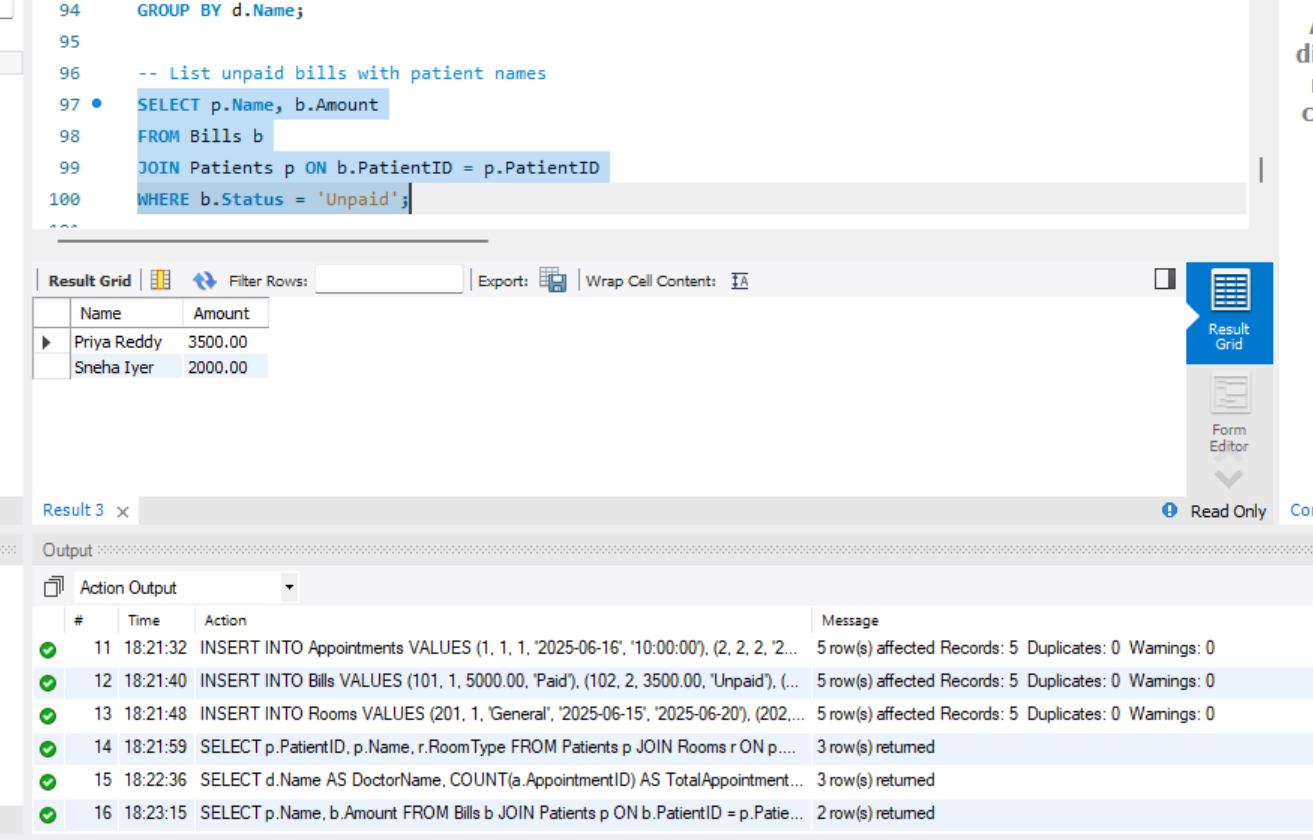 94 GROUP BY d.Name;
95
96 -- List unpaid bills with patient names
97 SELECT p.Name, b.Amount
98 FROM Bills b
99 JOIN Patients p ON b.PatientID = p.PatientID
100 WHERE b.Status = 'Unpaid';
Result Grid Filter Rows: Export: Wrap Cell Content:
Name Amount
Priya Reddy 3500.00
Sneha Iyer 2000.00
Result
Grid
Form
Editor
Result 3 Read Only
Output
Action Output
# Time Action Message
11 18:21:32 INSERT INTO Appointments VALUES (1, 1, 1, '2025-06-16', '10:00:00'), (2, 2, 2, '2... 5 row(s) affected Records: 5 Duplicates: 0 Warnings: 0
12 18:21:40 INSERT INTO Bills VALUES (101, 1, 5000.00, 'Paid'), (102, 2, 3500.00, 'Unpaid'), (... 5 row(s) affected Records: 5 Duplicates: 0 Warnings: 0
13 18:21:48 INSERT INTO Rooms VALUES (201, 1, 'General', '2025-06-15', '2025-06-20'), (202,... 5 row(s) affected Records: 5 Duplicates: 0 Warnings: 0
14 18:21:59 SELECT p.PatientID, p.Name, r.RoomType FROM Patients p JOIN Rooms r ON p.... 3 row(s) returned
15 18:22:36 SELECT d.Name AS DoctorName, COUNT(a.AppointmentID) AS TotalAppointment... 3 row(s) returned
16 18:23:15 SELECT p.Name, b.Amount FROM Bills b JOIN Patients p ON b.PatientID = p.Patie... 2 row(s) returned